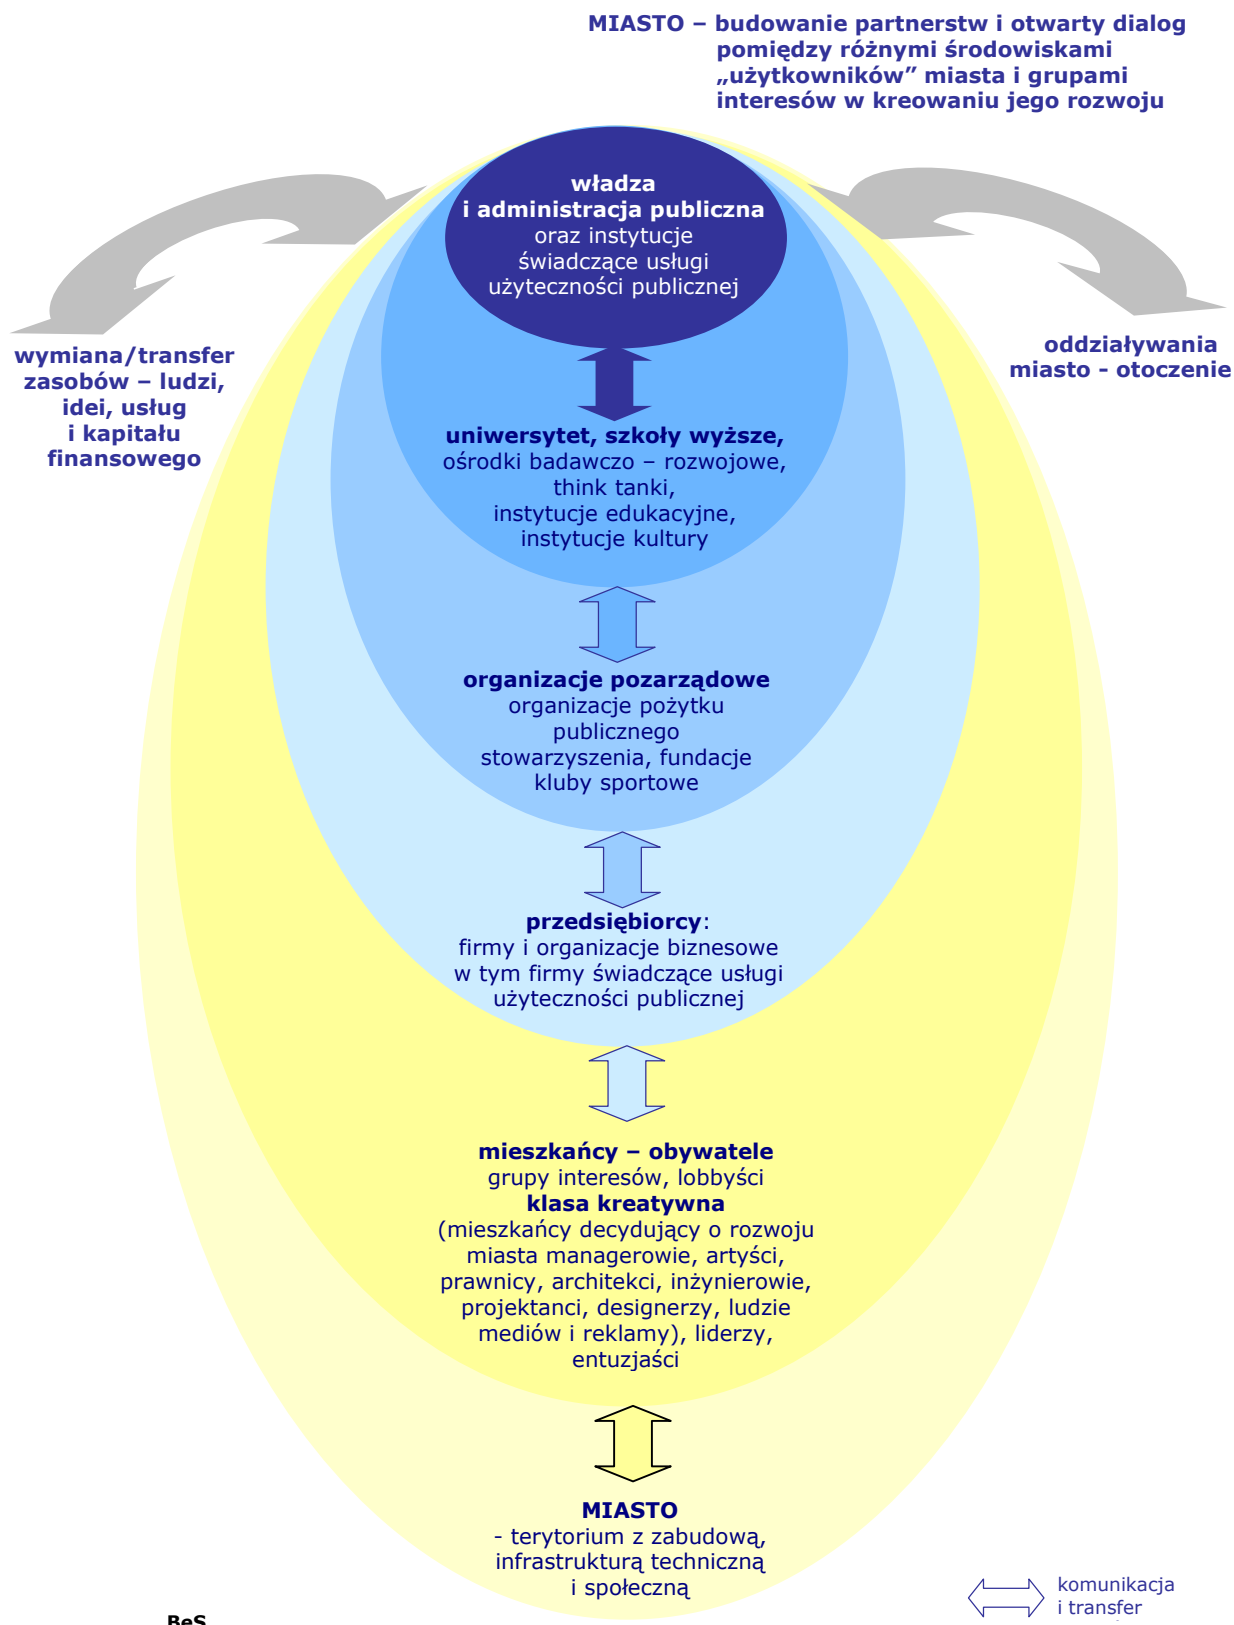 MIASTO – budowanie partnerstw i otwarty dialog
pomiędzy różnymi środowiskami
„użytkowników” miasta i grupami
interesów w kreowaniu jego rozwoju
władza
i administracja publiczna
oraz instytucje
świadczące usługi
użyteczności publicznej
wymiana/transfer
zasobów – ludzi,
idei, usług
i kapitału
finansowego
oddziaływania
miasto - otoczenie
uniwersytet, szkoły wyższe,
ośrodki badawczo – rozwojowe,
think tanki,
instytucje edukacyjne,
instytucje kultury
organizacje pozarządowe
organizacje pożytku
publicznego
stowarzyszenia, fundacje
kluby sportowe
przedsiębiorcy:
firmy i organizacje biznesowe
w tym firmy świadczące usługi
użyteczności publicznej
mieszkańcy – obywatele
grupy interesów, lobbyści
klasa kreatywna
(mieszkańcy decydujący o rozwoju
miasta managerowie, artyści,
prawnicy, architekci, inżynierowie,
projektanci, designerzy, ludzie
mediów i reklamy), liderzy,
entuzjaści
MIASTO
- terytorium z zabudową,
infrastrukturą techniczną
i społeczną
komunikacja
i transfer
BeS